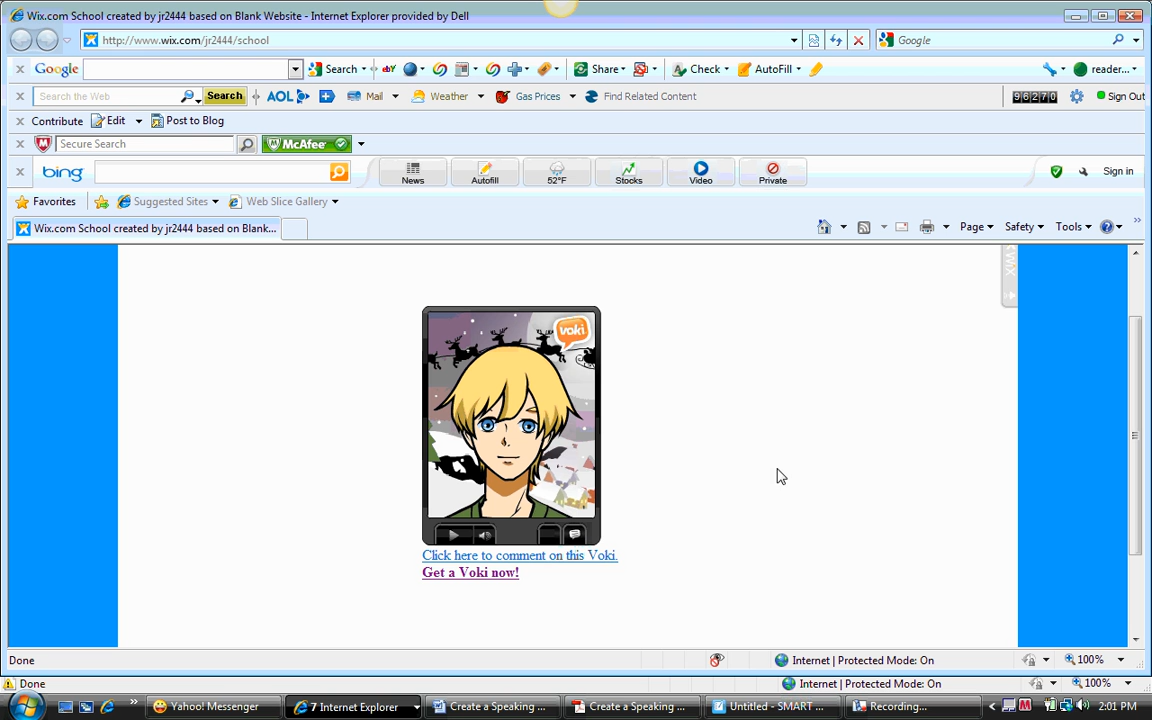 Wix.com School created by jr2444 based on Blank Website - Internet Explorer provided by Dell
http://www.wix.com/jr2444/school
Google
Google Search Share Check AutoFill reader...
Search the Web Search AOL Mail Weather Gas Prices Find Related Content 96270 Sign Out
Contribute Edit Post to Blog
Secure Search McAfee
bing News Autofill 52°F Stocks Video Private Sign in
Favorites Suggested Sites Web Slice Gallery
Wix.com School created by jr2444 based on Blank... Page Safety Tools
WIX
voki
Click here to comment on this Voki.
Get a Voki now!
Done Internet | Protected Mode: On 100%
Done Internet | Protected Mode: On 100%
Yahoo! Messenger 7 Internet Explorer Create a Speaking ... Create a Speaking ... Untitled - SMART ... Recording... 2:01 PM